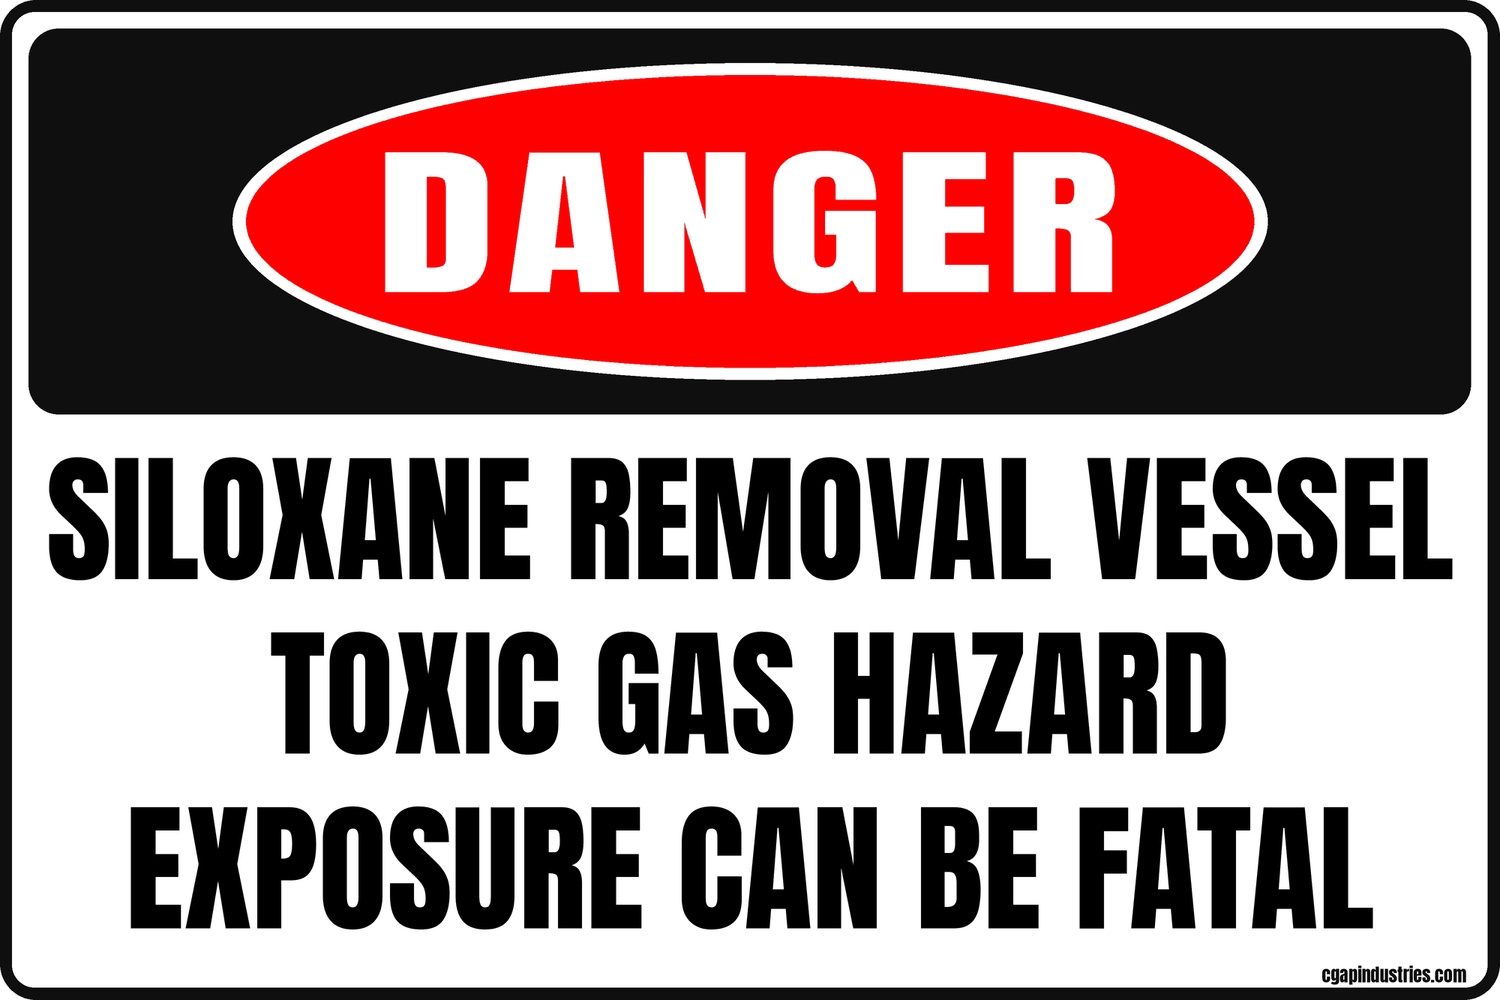 DANGER
SILOXANE REMOVAL VESSEL
TOXIC GAS HAZARD
EXPOSURE CAN BE FATAL
cgapindustries.com